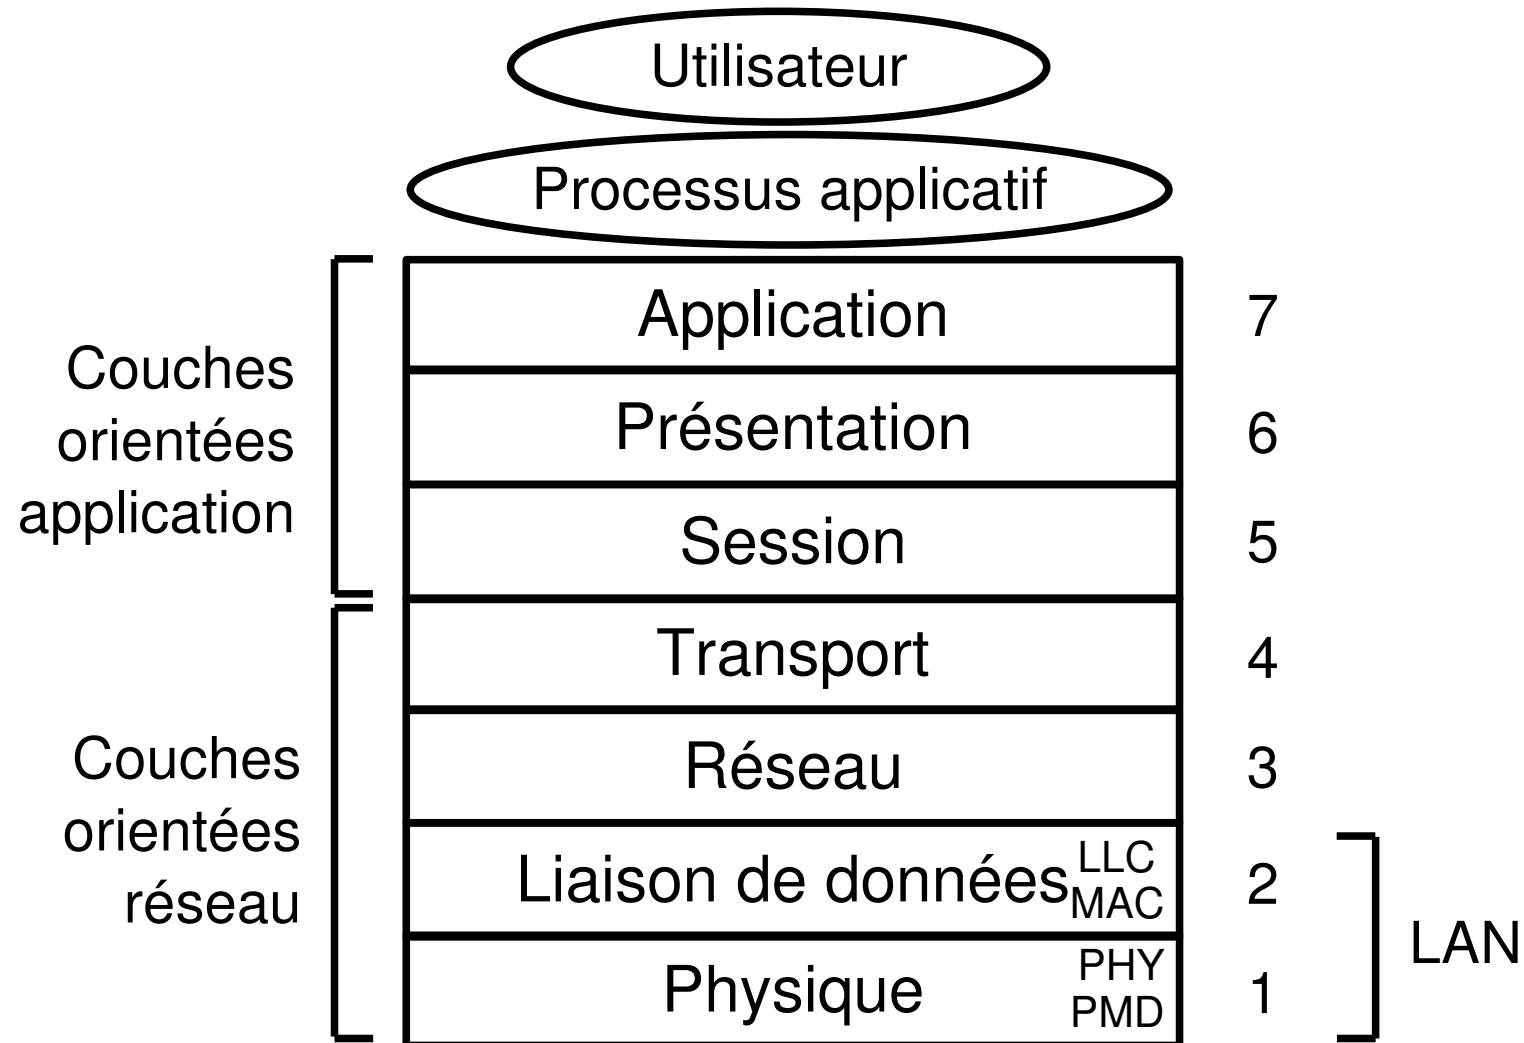 Utilisateur
Processus applicatif
Application
7
Couches
orientées
application
Présentation
6
Session
5
Transport
4
Couches
orientées
réseau
Réseau
3
Liaison de données
LLC
MAC
2
LAN
Physique
PHY
PMD
1